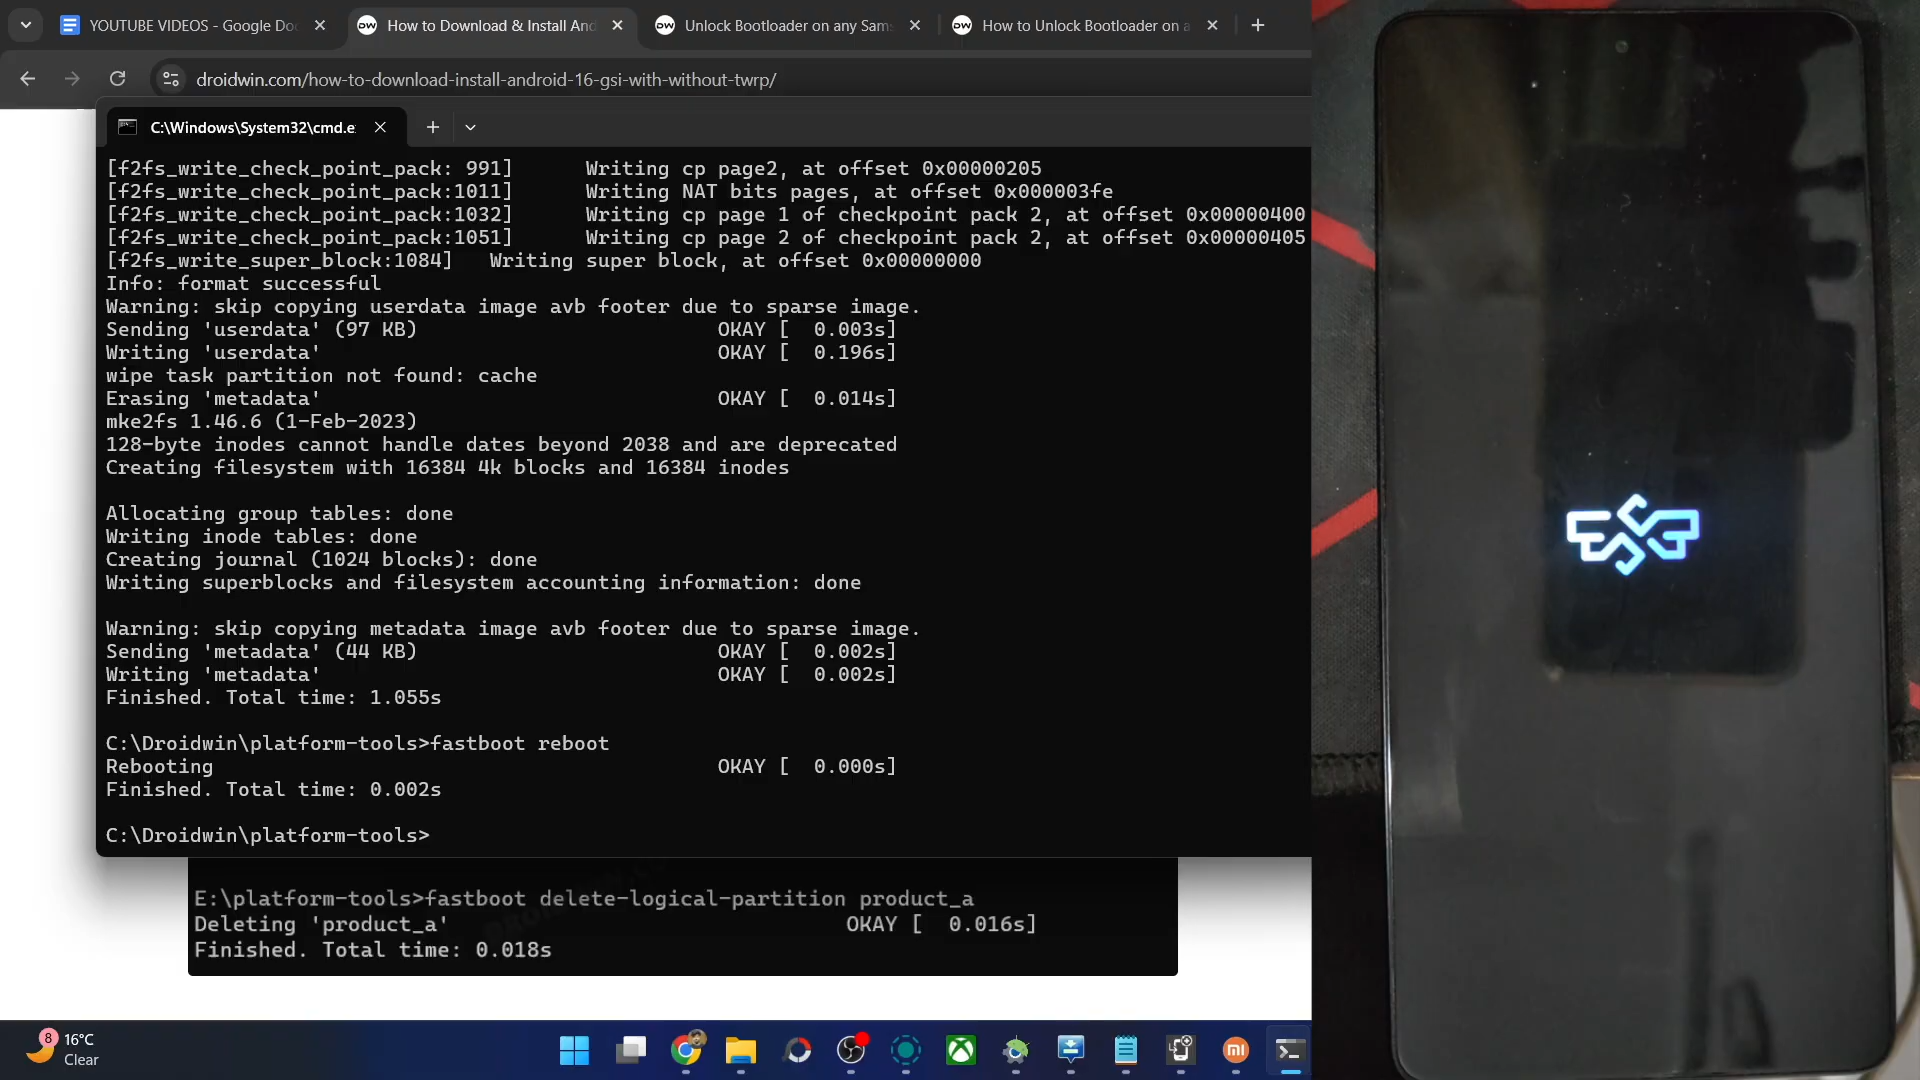 YOUTUBE VIDEOS - Google Do
How to Download & Install And
Unlock Bootloader on any Sam
How to Unlock Bootloader on a
droidwin.com/how-to-download-install-android-16-gsi-with-without-twrp/
C:\Windows\System32\cmd.e
[f2fs_write_check_point_pack: 991] Writing cp page2, at offset 0x00000205
[f2fs_write_check_point_pack:1011] Writing NAT bits pages, at offset 0x000003fe
[f2fs_write_check_point_pack:1032] Writing cp page 1 of checkpoint pack 2, at offset 0x00000400
[f2fs_write_check_point_pack:1051] Writing cp page 2 of checkpoint pack 2, at offset 0x00000405
[f2fs_write_super_block:1084] Writing super block, at offset 0x00000000
Info: format successful
Warning: skip copying userdata image avb footer due to sparse image.
Sending 'userdata' (97 KB) OKAY [ 0.003s]
Writing 'userdata' OKAY [ 0.196s]
wipe task partition not found: cache
Erasing 'metadata' OKAY [ 0.014s]
mke2fs 1.46.6 (1-Feb-2023)
128-byte inodes cannot handle dates beyond 2038 and are deprecated
Creating filesystem with 16384 4k blocks and 16384 inodes
Allocating group tables: done
Writing inode tables: done
Creating journal (1024 blocks): done
Writing superblocks and filesystem accounting information: done
Warning: skip copying metadata image avb footer due to sparse image.
Sending 'metadata' (44 KB) OKAY [ 0.002s]
Writing 'metadata' OKAY [ 0.002s]
Finished. Total time: 1.055s
C:\Droidwin\platform-tools>fastboot reboot
Rebooting OKAY [ 0.000s]
Finished. Total time: 0.002s
C:\Droidwin\platform-tools>
E:\platform-tools>fastboot delete-logical-partition product_a
Deleting 'product_a' OKAY [ 0.016s]
Finished. Total time: 0.018s
8
16°C
Clear